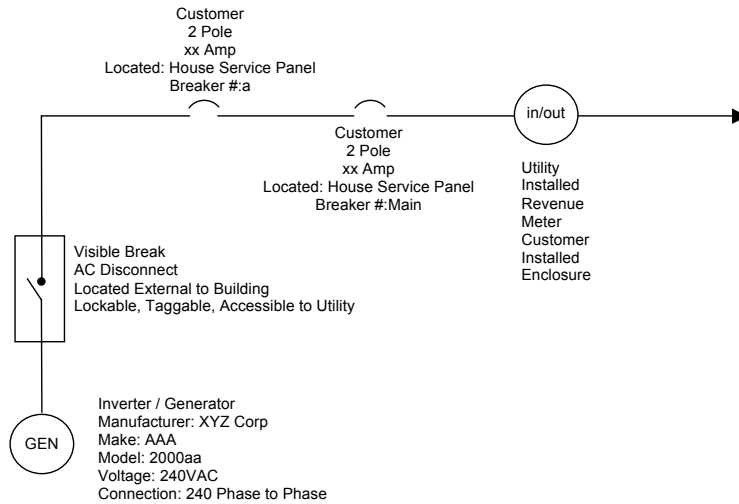 Customer
2 Pole
xx Amp
Located: House Service Panel
Breaker #:a
in/out
Customer
2 Pole
xx Amp
Located: House Service Panel
Breaker #:Main
Utility
Installed
Revenue
Meter
Customer
Installed
Enclosure
Visible Break
AC Disconnect
Located External to Building
Lockable, Taggable, Accessible to Utility
GEN
Inverter / Generator
Manufacturer: XYZ Corp
Make: AAA
Model: 2000aa
Voltage: 240VAC
Connection: 240 Phase to Phase